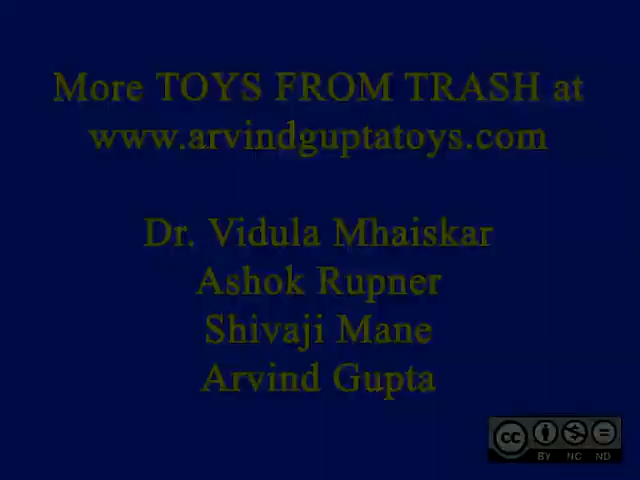 More TOYS FROM TRASH at
www.arvindguptatoys.com
Dr. Vidula Mhaiskar
Ashok Rupner
Shivaji Mane
Arvind Gupta
cc
BY NC ND